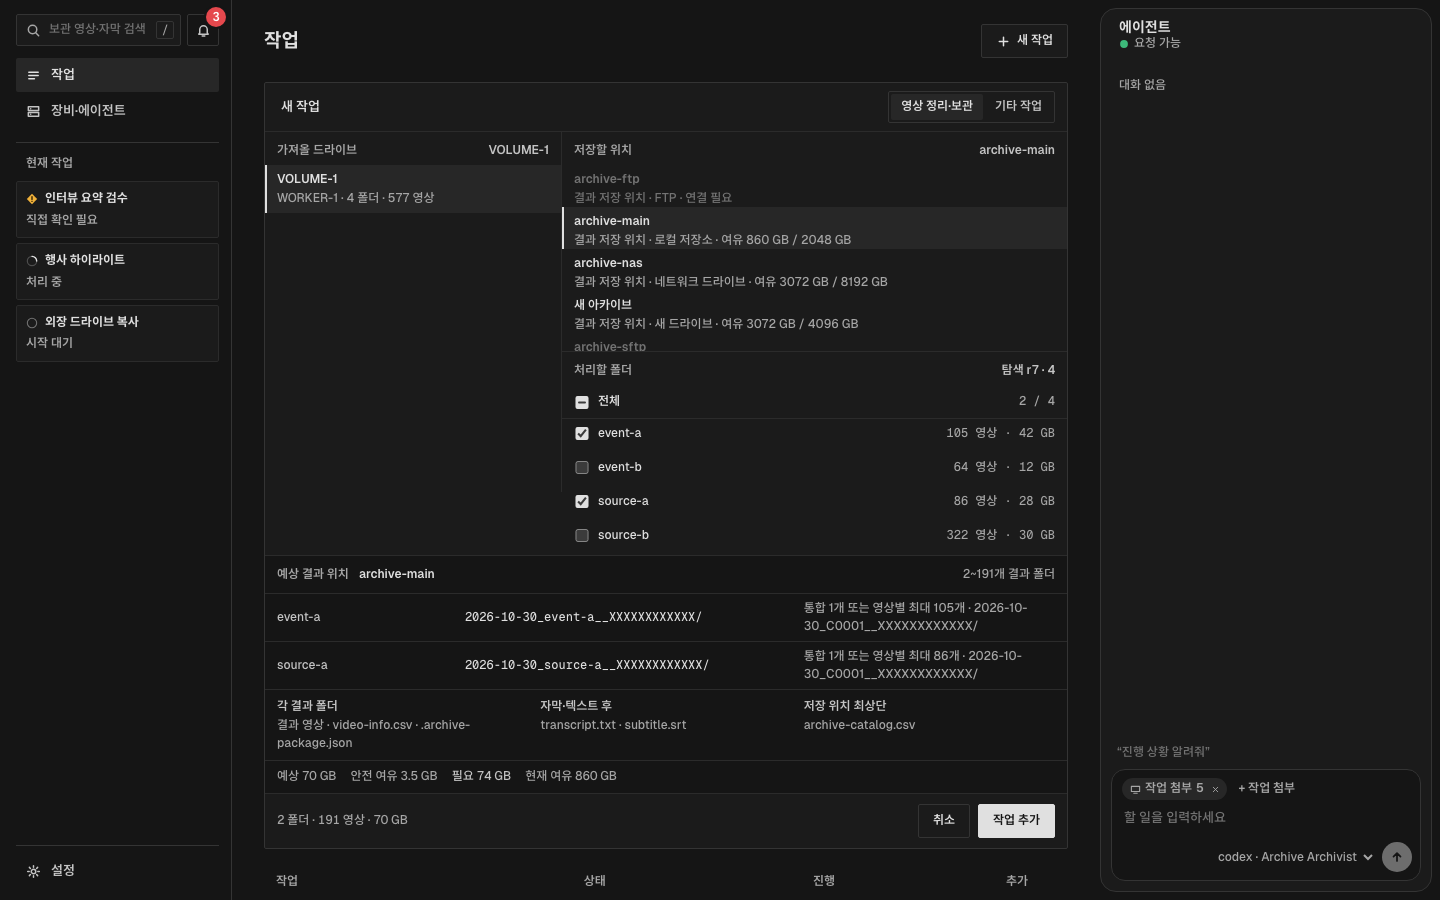 보관 영상·자막 검색 /
3
작업
장비·에이전트
현재 작업
인터뷰 요약 검수
직접 확인 필요
행사 하이라이트
처리 중
외장 드라이브 복사
시작 대기
설정
작업
+ 새 작업
새 작업
영상 정리·보관 기타 작업
가져올 드라이브 VOLUME-1
VOLUME-1
WORKER-1 · 4 폴더 · 577 영상
저장할 위치 archive-main
archive-ftp
결과 저장 위치 · FTP · 연결 필요
archive-main
결과 저장 위치 · 로컬 저장소 · 여유 860 GB / 2048 GB
archive-nas
결과 저장 위치 · 네트워크 드라이브 · 여유 3072 GB / 8192 GB
새 아카이브
결과 저장 위치 · 새 드라이브 · 여유 3072 GB / 4096 GB
archive-sftp
처리할 폴더 탐색 r7 · 4
전체 2 / 4
event-a 105 영상 · 42 GB
event-b 64 영상 · 12 GB
source-a 86 영상 · 28 GB
source-b 322 영상 · 30 GB
예상 결과 위치 archive-main 2~191개 결과 폴더
event-a 2026-10-30_event-a__XXXXXXXXXXXX/ 통합 1개 또는 영상별 최대 105개 · 2026-10-
30_C0001__XXXXXXXXXXXX/
source-a 2026-10-30_source-a__XXXXXXXXXXXX/ 통합 1개 또는 영상별 최대 86개 · 2026-10-
30_C0001__XXXXXXXXXXXX/
각 결과 폴더
결과 영상 · video-info.csv · .archive-
package.json
자막·텍스트 후
transcript.txt · subtitle.srt
저장 위치 최상단
archive-catalog.csv
예상 70 GB 안전 여유 3.5 GB 필요 74 GB 현재 여유 860 GB
2 폴더 · 191 영상 · 70 GB 취소 작업 추가
작업 상태 진행 추가
에이전트
요청 가능
대화 없음
“진행 상황 알려줘”
작업 첨부 5 × + 작업 첨부
할 일을 입력하세요
codex · Archive Archivist